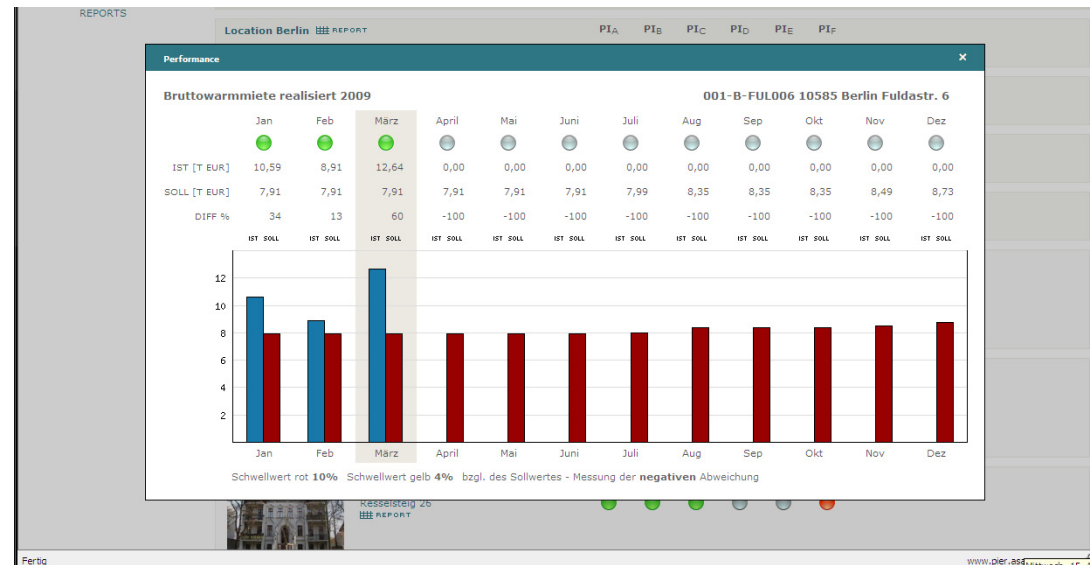 REPORTS
Location Berlin REPORT PIA PIB PIC PID PIE PIF
Performance ×
Bruttowarmmiete realisiert 2009 001-B-FUL006 10585 Berlin Fuldastr. 6
Jan Feb März April Mai Juni Juli Aug Sep Okt Nov Dez
IST [T EUR] 10,59 8,91 12,64 0,00 0,00 0,00 0,00 0,00 0,00 0,00 0,00 0,00
SOLL [T EUR] 7,91 7,91 7,91 7,91 7,91 7,91 7,99 8,35 8,35 8,35 8,49 8,73
DIFF % 34 13 60 -100 -100 -100 -100 -100 -100 -100 -100 -100
IST SOLL IST SOLL IST SOLL IST SOLL IST SOLL IST SOLL IST SOLL IST SOLL IST SOLL IST SOLL IST SOLL IST SOLL
12
10
8
6
4
2
Jan Feb März April Mai Juni Juli Aug Sep Okt Nov Dez
Schwellwert rot 10% Schwellwert gelb 4% bzgl. des Sollwertes - Messung der negativen Abweichung
Resselsteig 26
REPORT
Fertig www.pier.asa